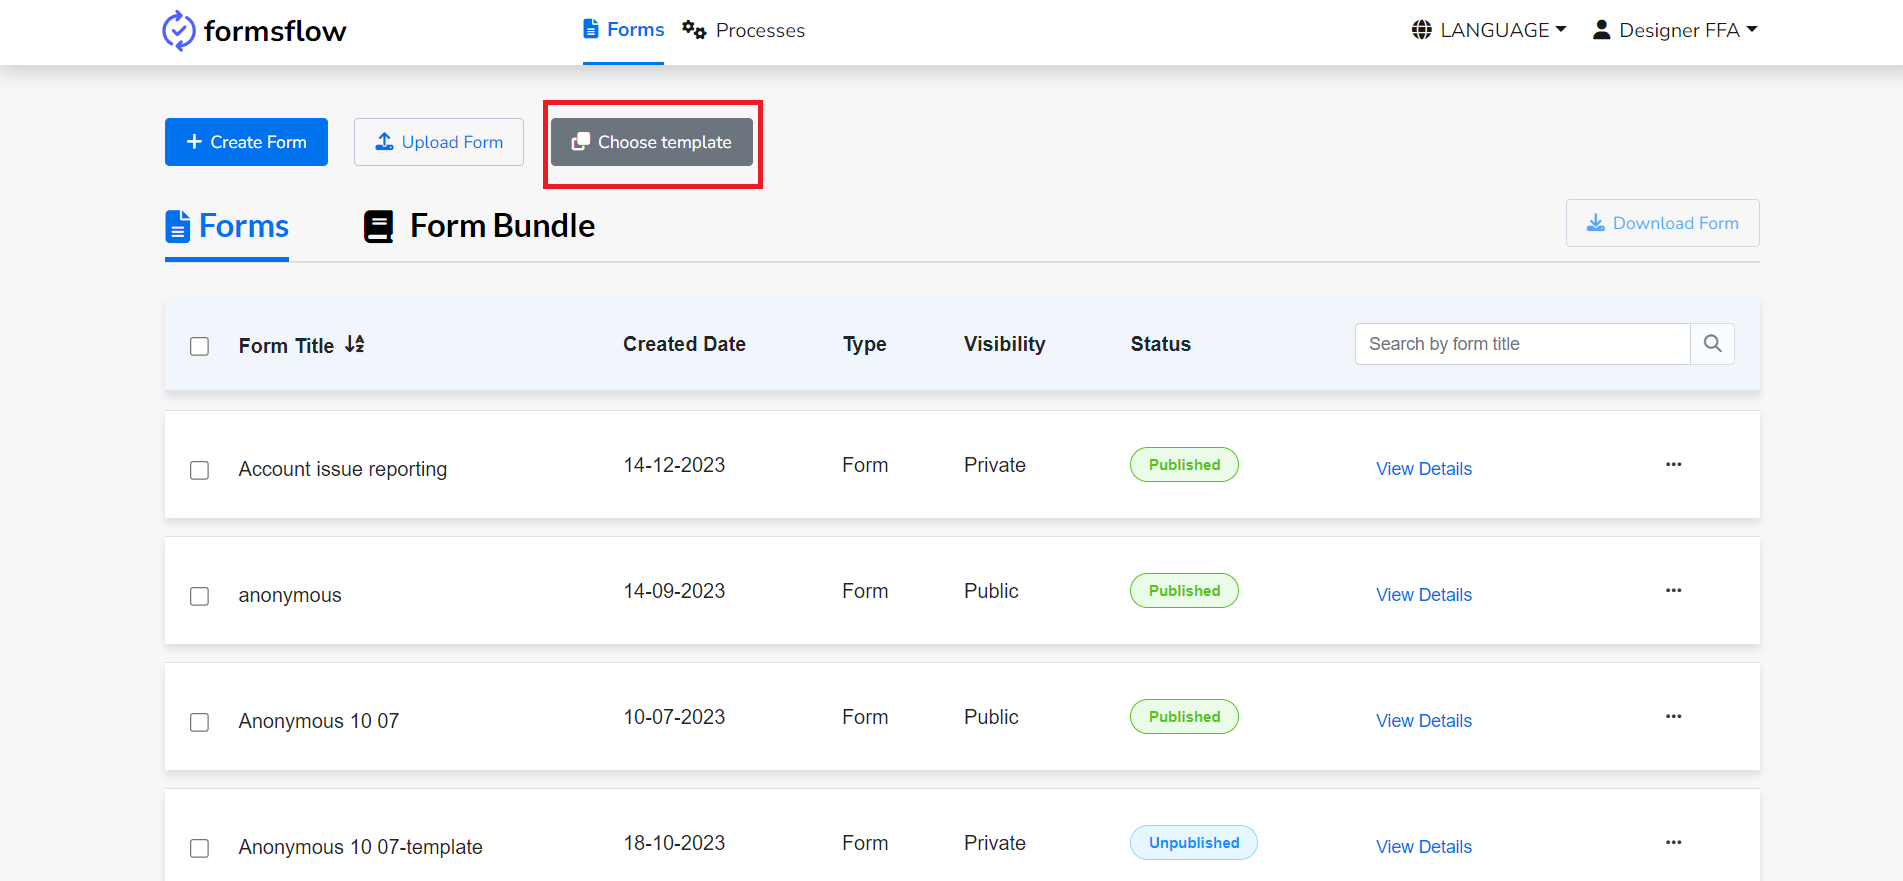 formsflow Forms Processes LANGUAGE Designer FFA
Create Form Upload Form Choose template
Forms Form Bundle Download Form
Form Title Created Date Type Visibility Status Search by form title
Account issue reporting 14-12-2023 Form Private Published View Details ...
anonymous 14-09-2023 Form Public Published View Details ...
Anonymous 10 07 10-07-2023 Form Public Published View Details ...
Anonymous 10 07-template 18-10-2023 Form Private Unpublished View Details ...